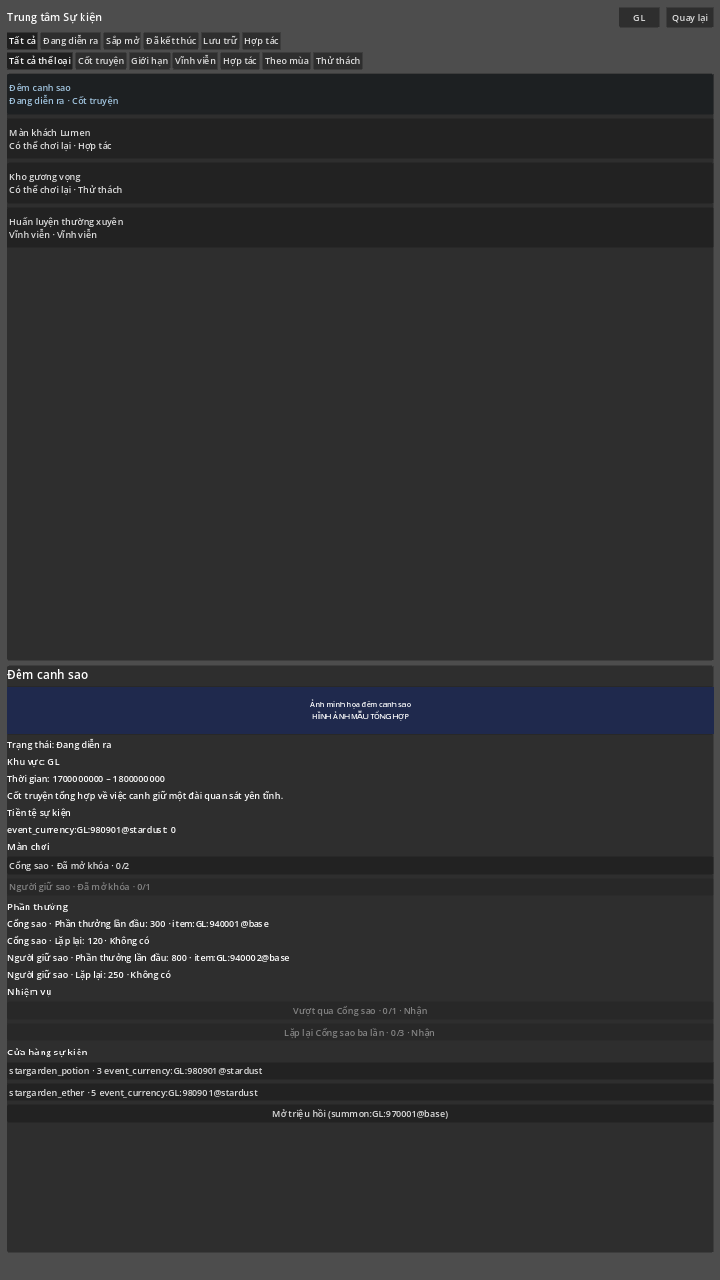 Trung tâm Sự kiện
GL
Quay lại
Tất cả Đang diễn ra Sắp mở Đã kết thúc Lưu trữ Hợp tác
Tất cả thể loại Cốt truyện Giới hạn Vĩnh viễn Hợp tác Theo mùa Thử thách
Đêm canh sao
Đang diễn ra · Cốt truyện
Màn khách Lumen
Có thể chơi lại · Hợp tác
Kho gương vọng
Có thể chơi lại · Thử thách
Huấn luyện thường xuyên
Vĩnh viễn · Vĩnh viễn
Đêm canh sao
Ảnh minh họa đêm canh sao
HÌNH ẢNH MẪU TỔNG HỢP
Trạng thái: Đang diễn ra
Khu vực: GL
Thời gian: 1700000000 – 1800000000
Cốt truyện tổng hợp về việc canh giữ một đài quan sát yên tĩnh.
Tiền tệ sự kiện
event_currency:GL:980901@stardust: 0
Màn chơi
Cổng sao · Đã mở khóa · 0/2
Người giữ sao · Đã mở khóa · 0/1
Phần thưởng
Cổng sao · Phần thưởng lần đầu: 300 · item:GL:940001@base
Cổng sao · Lặp lại: 120 · Không có
Người giữ sao · Phần thưởng lần đầu: 800 · item:GL:940002@base
Người giữ sao · Lặp lại: 250 · Không có
Nhiệm vụ
Vượt qua Cổng sao · 0/1 · Nhận
Lặp lại Cổng sao ba lần · 0/3 · Nhận
Cửa hàng sự kiện
stargarden_potion · 3 event_currency:GL:980901@stardust
stargarden_ether · 5 event_currency:GL:980901@stardust
Mở triệu hồi (summon:GL:970001@base)